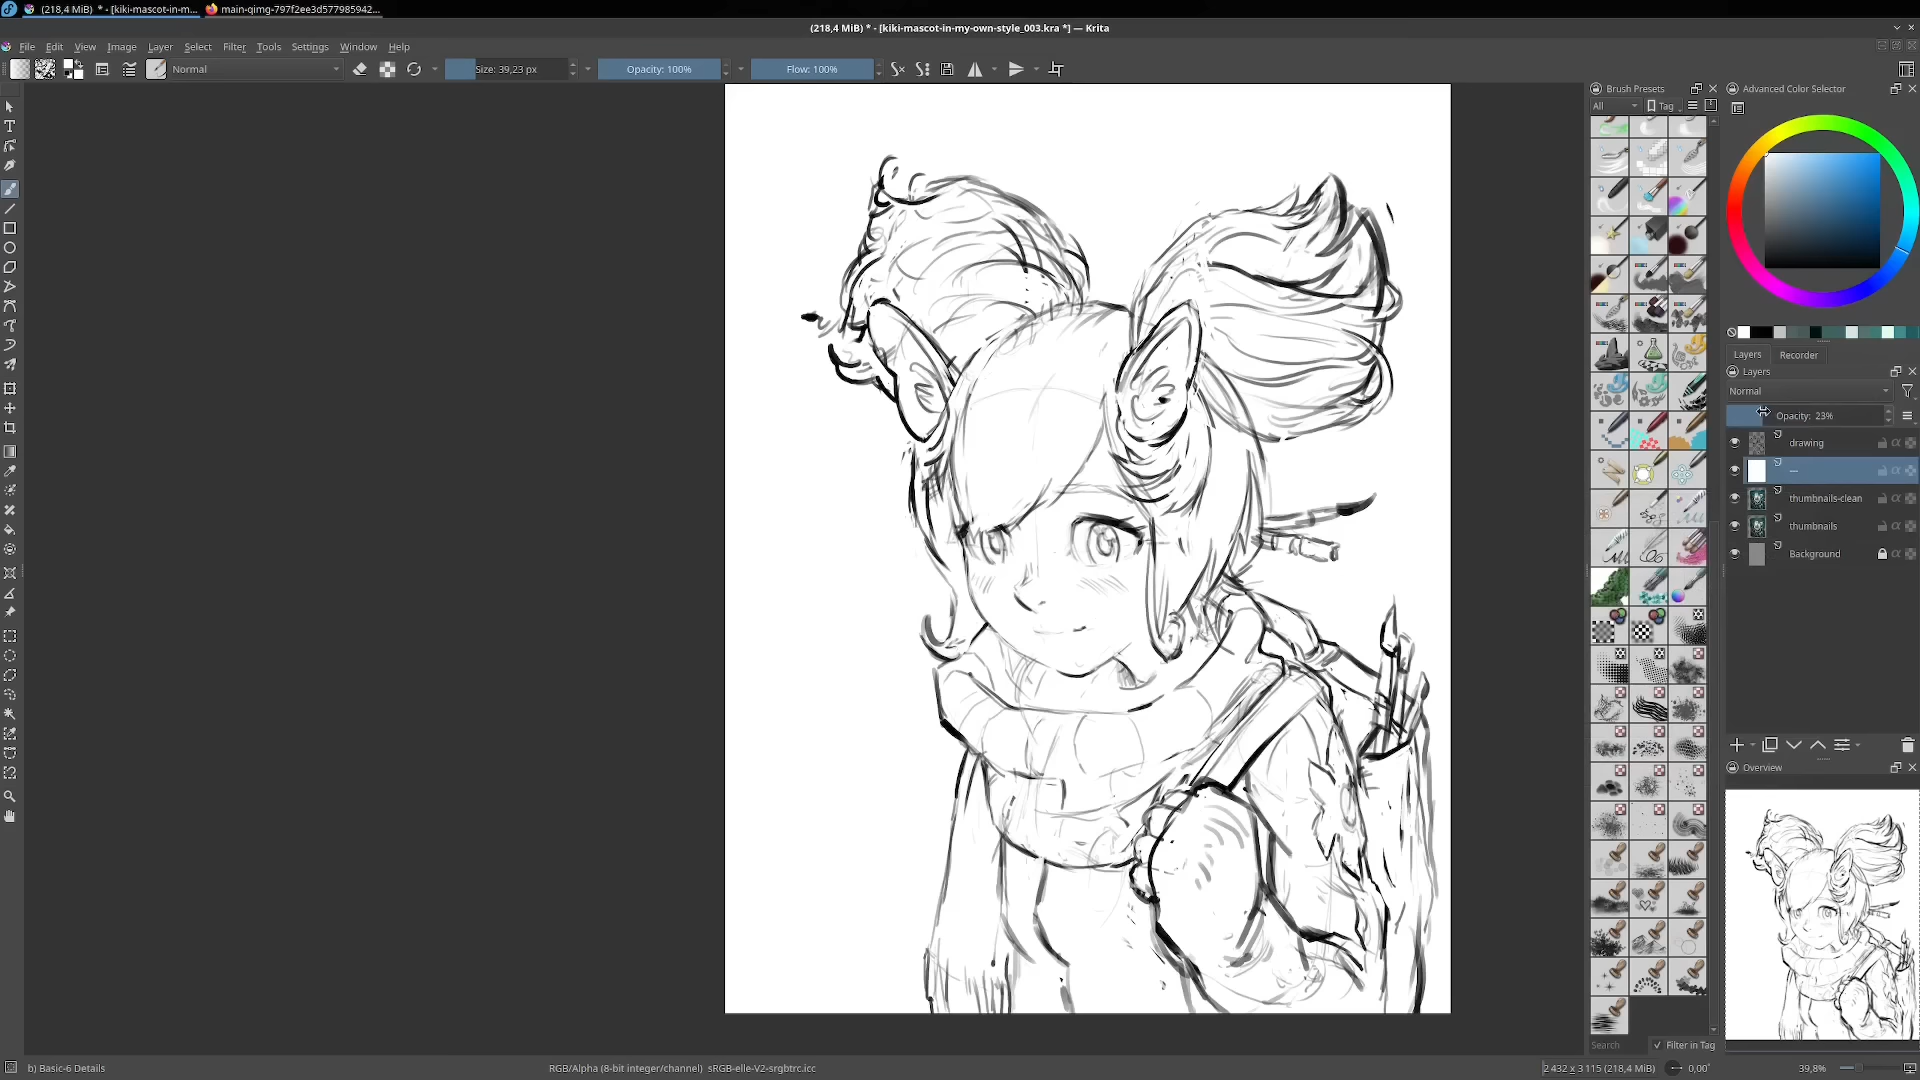 (218,4 MiB) * - [kiki-mascot-in-m...
main-qimg-797f2ee3d577985942...
(218,4 MiB) * - [kiki-mascot-in-my-own-style_003.kra *] — Krita
File Edit View Image Layer Select Filter Tools Settings Window Help
Normal
Size: 39,23 px
Opacity: 100%
Flow: 100%
Brush Presets
All
Tag
Advanced Color Selector
Layers
Recorder
Layers
Normal
Opacity: 23%
drawing
---
thumbnails-clean
thumbnails
Background
Overview
Search
Filter in Tag
b) Basic-6 Details
RGB/Alpha (8-bit integer/channel) sRGB-elle-V2-srgbtrc.icc
2 432 x 3 115 (218,4 MiB)
0,00°
39,8%